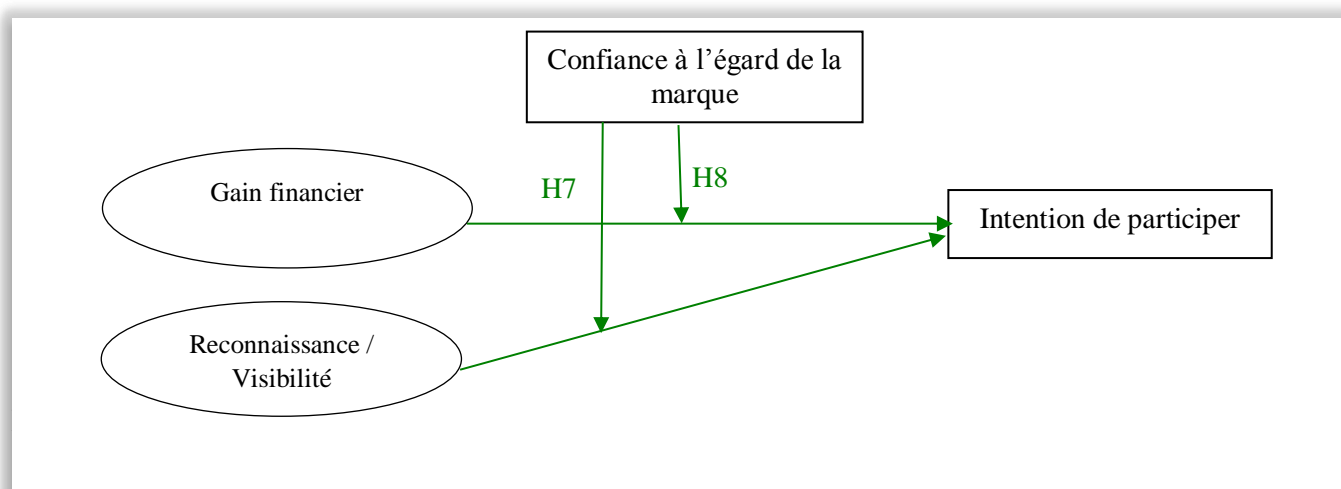 Confiance à l’égard de la
marque
H7
H8
Gain financier
Intention de participer
Reconnaissance /
Visibilité